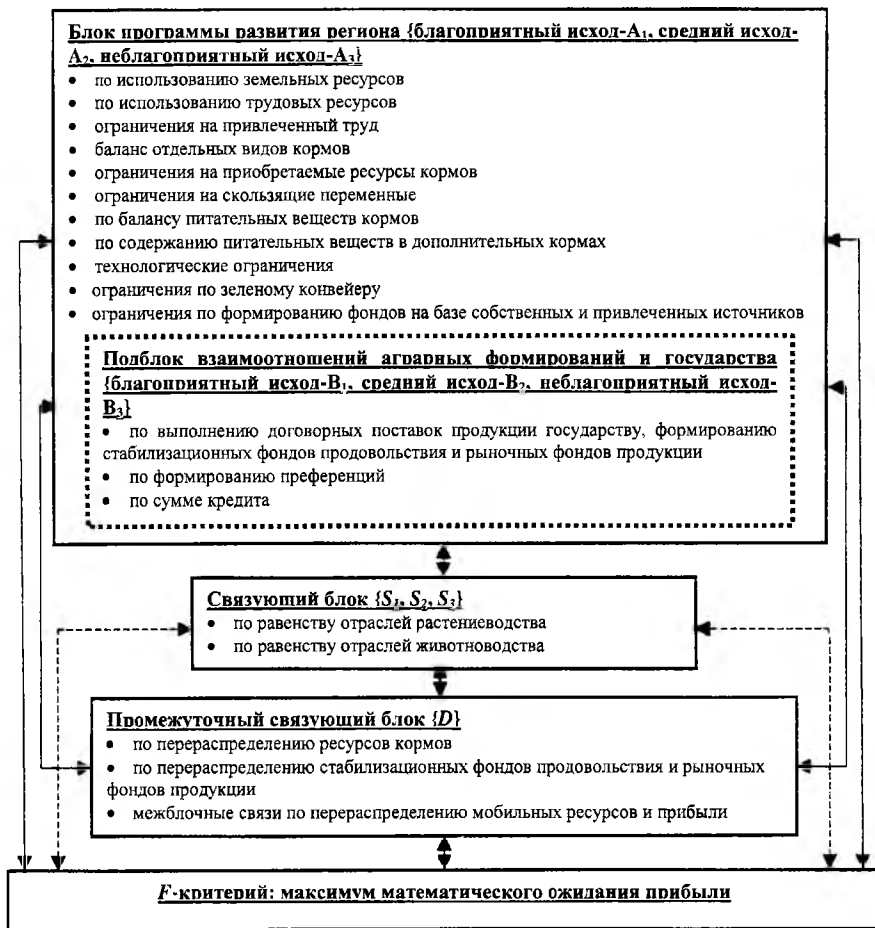 Блок программы развития региона {благоприятный исход-A₁, средний исход-
A₂, неблагоприятный исход-A₃}
• по использованию земельных ресурсов
• по использованию трудовых ресурсов
• ограничения на привлеченный труд
• баланс отдельных видов кормов
• ограничения на приобретаемые ресурсы кормов
• ограничения на скользящие переменные
• по балансу питательных веществ кормов
• по содержанию питательных веществ в дополнительных кормах
• технологические ограничения
• ограничения по зеленому конвейеру
• ограничения по формированию фондов на базе собственных и привлеченных источников
Подблок взаимоотношений аграрных формирований и государства
{благоприятный исход-B₁, средний исход-B₂, неблагоприятный исход-
B₃}
• по выполнению договорных поставок продукции государству, формированию
стабилизационных фондов продовольствия и рыночных фондов продукции
• по формированию преференций
• по сумме кредита
Связующий блок {S₁, S₂, S₃}
• по равенству отраслей растениеводства
• по равенству отраслей животноводства
Промежуточный связующий блок {D}
• по перераспределению ресурсов кормов
• по перераспределению стабилизационных фондов продовольствия и рыночных
фондов продукции
• межблочные связи по перераспределению мобильных ресурсов и прибыли
F-критерий: максимум математического ожидания прибыли